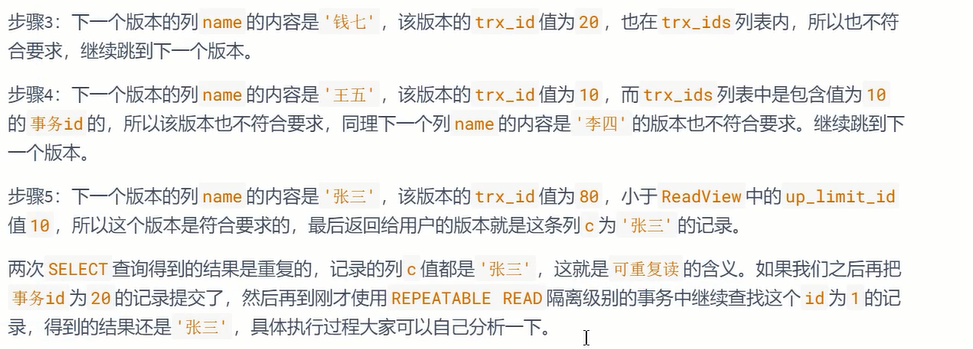 步骤3：下一个版本的列 name 的内容是 '钱七' ，该版本的 trx_id 值为 20 ，也在 trx_ids 列表内，所以也不符
合要求，继续跳到下一个版本。
步骤4：下一个版本的列 name 的内容是 '王五' ，该版本的 trx_id 值为 10 ，而 trx_ids 列表中是包含值为 10
的 事务id 的，所以该版本也不符合要求，同理下一个列 name 的内容是 '李四' 的版本也不符合要求。继续跳到下
一个版本。
步骤5：下一个版本的列 name 的内容是 '张三' ，该版本的 trx_id 值为 80 ，小于 ReadView 中的 up_limit_id
值 10 ，所以这个版本是符合要求的，最后返回给用户的版本就是这条列 c 为 '张三' 的记录。
两次 SELECT 查询得到的结果是重复的，记录的列 c 值都是 '张三' ，这就是 可重复读 的含义。如果我们之后再把
事务id 为 20 的记录提交了，然后再到刚才使用 REPEATABLE READ 隔离级别的事务中继续查找这个 id 为 1 的记
录，得到的结果还是 '张三' ，具体执行过程大家可以自己分析一下。